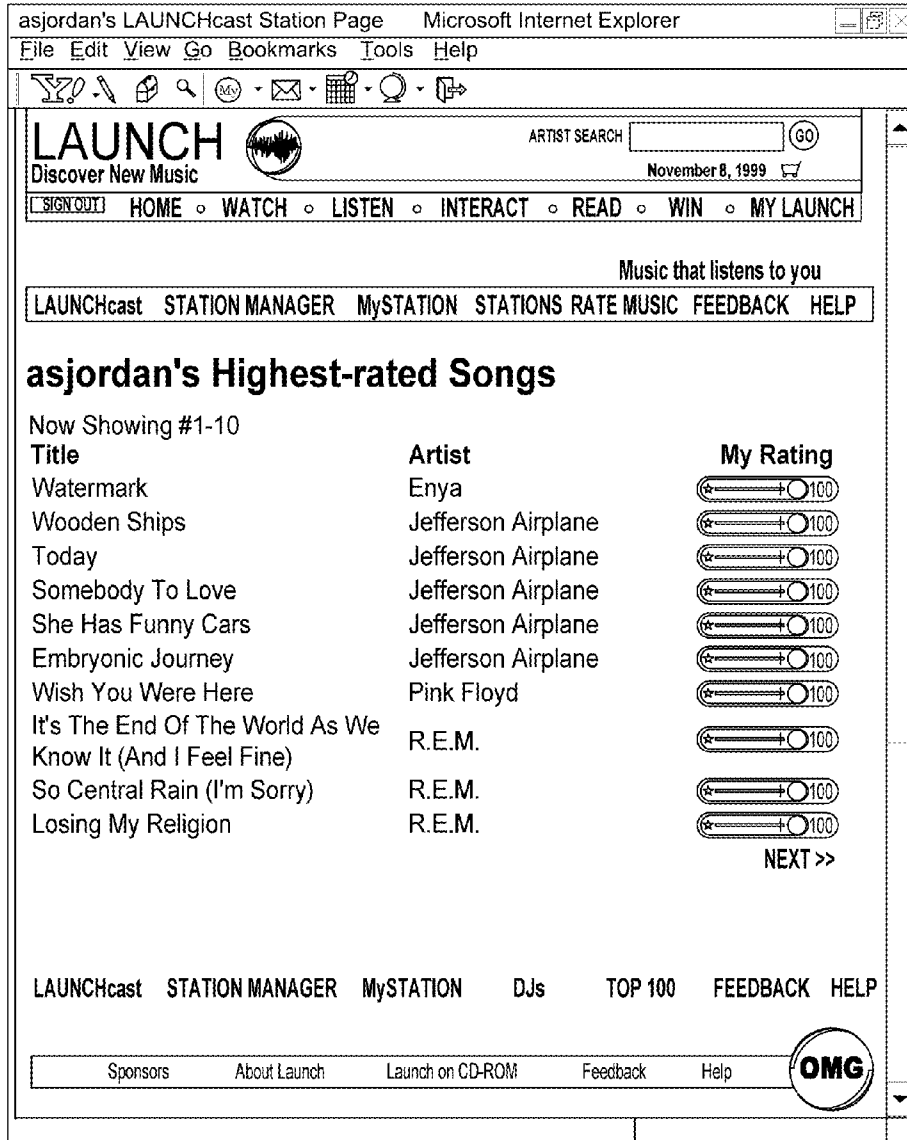 asjordan's LAUNCHcast Station Page Microsoft Internet Explorer
File Edit View Go Bookmarks Tools Help
Y! My
LAUNCH
Discover New Music
ARTIST SEARCH GO
November 8, 1999
SIGN OUT HOME o WATCH o LISTEN o INTERACT o READ o WIN o MY LAUNCH
Music that listens to you
LAUNCHcast STATION MANAGER MySTATION STATIONS RATE MUSIC FEEDBACK HELP
asjordan's Highest-rated Songs
Now Showing #1-10
Title Artist My Rating
Watermark Enya 100
Wooden Ships Jefferson Airplane 100
Today Jefferson Airplane 100
Somebody To Love Jefferson Airplane 100
She Has Funny Cars Jefferson Airplane 100
Embryonic Journey Jefferson Airplane 100
Wish You Were Here Pink Floyd 100
It's The End Of The World As We
Know It (And I Feel Fine) R.E.M. 100
So Central Rain (I'm Sorry) R.E.M. 100
Losing My Religion R.E.M. 100
NEXT >>
LAUNCHcast STATION MANAGER MySTATION DJs TOP 100 FEEDBACK HELP
Sponsors About Launch Launch on CD-ROM Feedback Help OMG